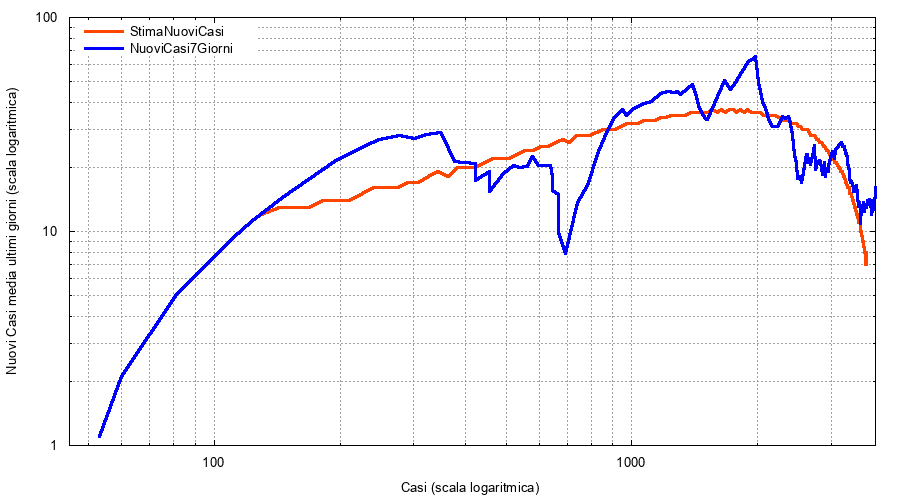 100
StimaNuoviCasi
NuoviCasi7Giorni
Nuovi Casi media ultimi giorni (scala logaritmica)
10
1
100
1000
Casi (scala logaritmica)